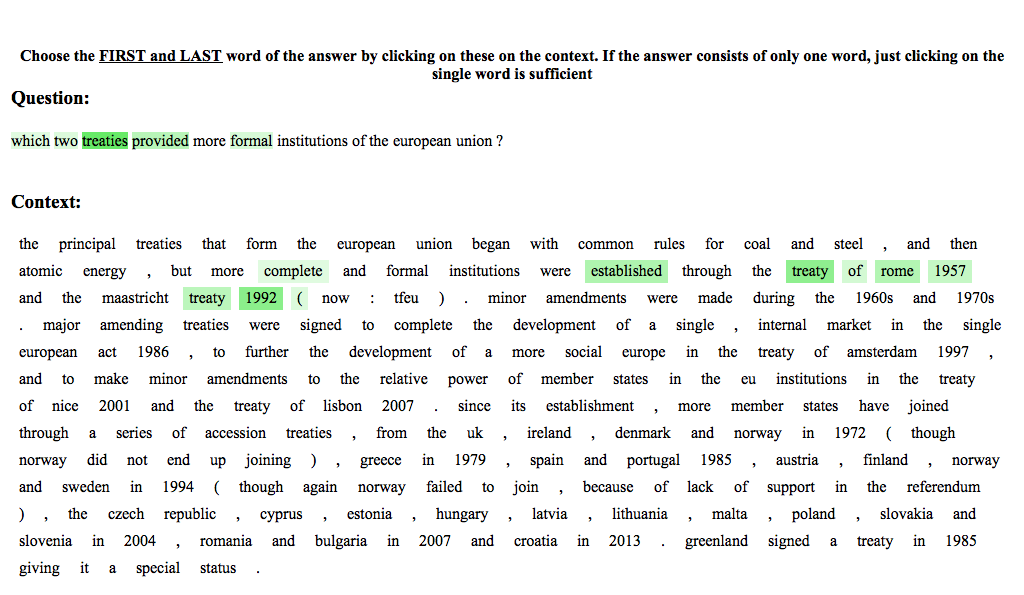 Choose the FIRST and LAST word of the answer by clicking on these on the context. If the answer consists of only one word, just clicking on the
single word is sufficient
Question:
which two treaties provided more formal institutions of the european union ?
Context:
the principal treaties that form the european union began with common rules for coal and steel , and then
atomic energy , but more complete and formal institutions were established through the treaty of rome 1957
and the maastricht treaty 1992 ( now : tfeu ) . minor amendments were made during the 1960s and 1970s
. major amending treaties were signed to complete the development of a single , internal market in the single
european act 1986 , to further the development of a more social europe in the treaty of amsterdam 1997 ,
and to make minor amendments to the relative power of member states in the eu institutions in the treaty
of nice 2001 and the treaty of lisbon 2007 . since its establishment , more member states have joined
through a series of accession treaties , from the uk , ireland , denmark and norway in 1972 ( though
norway did not end up joining ) , greece in 1979 , spain and portugal 1985 , austria , finland , norway
and sweden in 1994 ( though again norway failed to join , because of lack of support in the referendum
) , the czech republic , cyprus , estonia , hungary , latvia , lithuania , malta , poland , slovakia and
slovenia in 2004 , romania and bulgaria in 2007 and croatia in 2013 . greenland signed a treaty in 1985
giving it a special status .